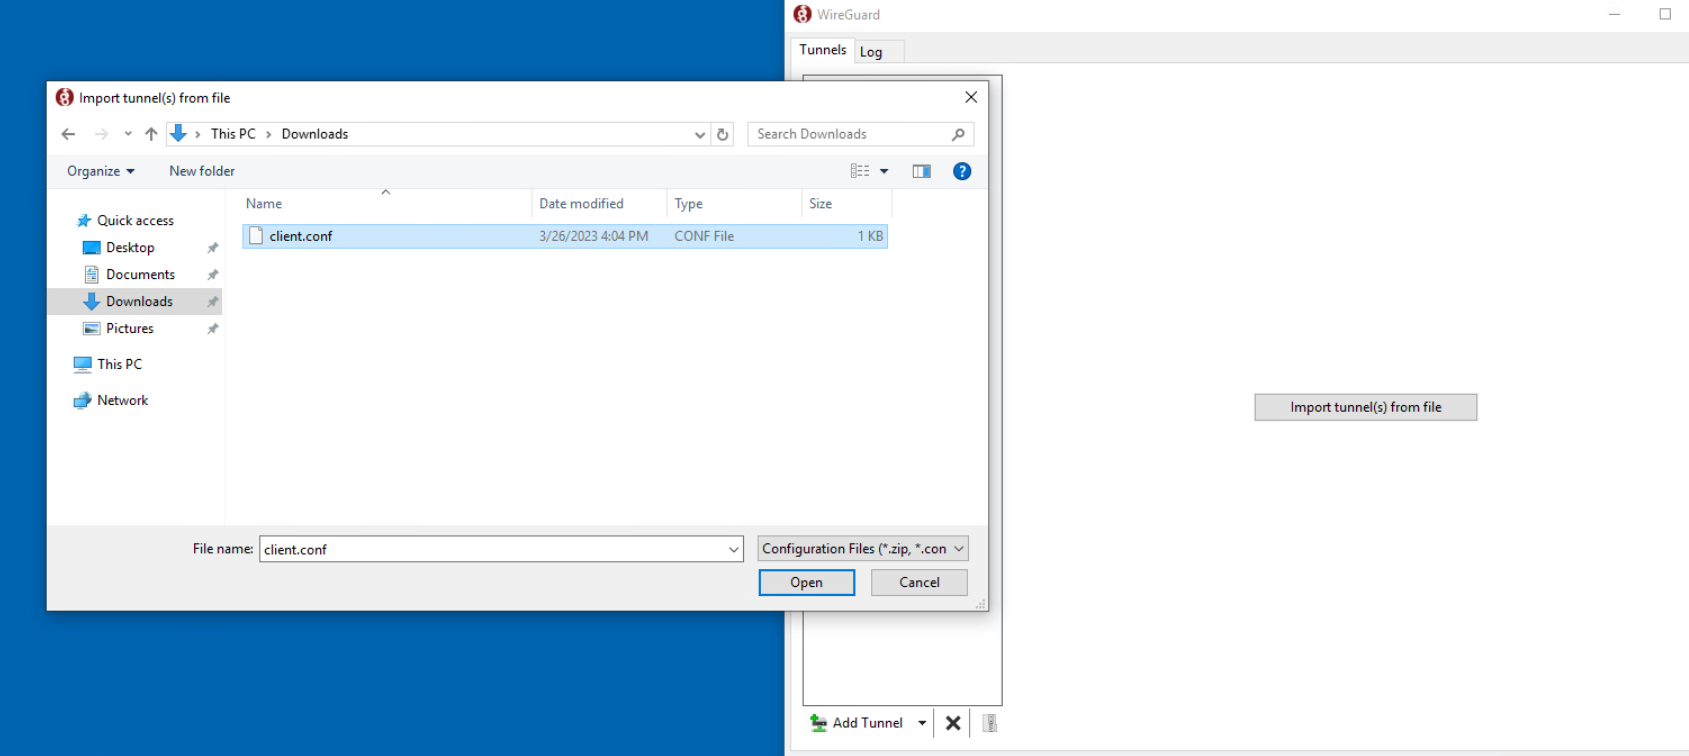 WireGuard
Tunnels Log
Import tunnel(s) from file
This PC Downloads Search Downloads
Organize New folder
Name Date modified Type Size
Quick access
client.conf 3/26/2023 4:04 PM CONF File 1 KB
Desktop
Documents
Downloads
Pictures
This PC
Network
Import tunnel(s) from file
File name: client.conf Configuration Files (*.zip, *.con
Open Cancel
Add Tunnel